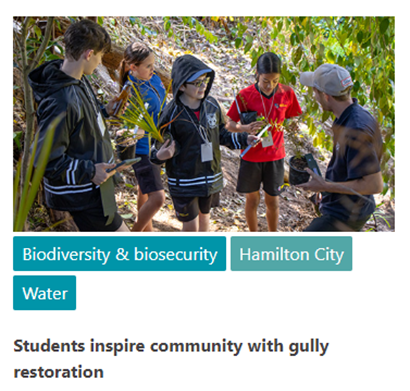 Biodiversity & biosecurity
Hamilton City
Water
Students inspire community with gully
restoration